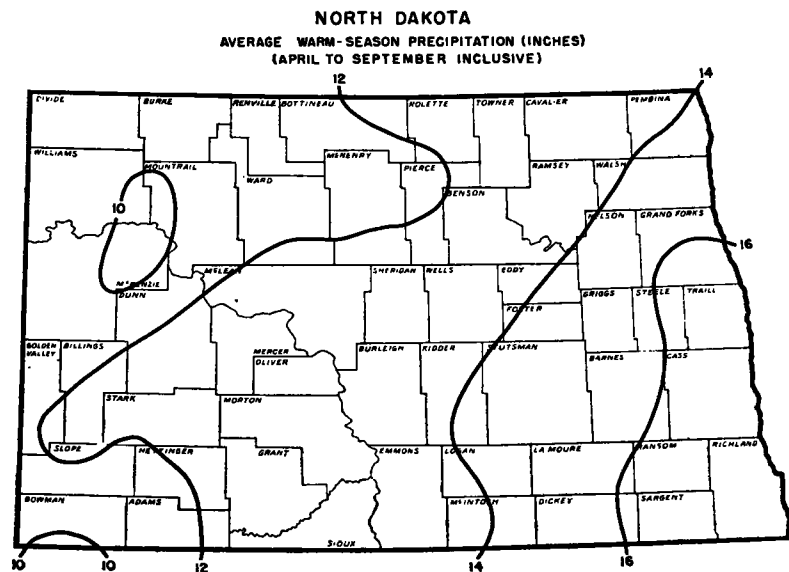 NORTH DAKOTA
AVERAGE WARM-SEASON PRECIPITATION (INCHES)
(APRIL TO SEPTEMBER INCLUSIVE)
12
14
DIVIDE BURKE RENVILLE BOTTINEAU ROLETTE TOWNER CAVALIER PEMBINA
WILLIAMS MOUNTRAIL WARD McHENRY PIERCE RAMSEY WALSH
BENSON
10
NELSON GRAND FORKS
16
McKENZIE McLEAN SHERIDAN WELLS EDDY
DUNN GRIGGS STEELE TRAILL
FOSTER
GOLDEN VALLEY BILLINGS MERCER BURLEIGH KIDDER STUTSMAN BARNES CASS
OLIVER
STARK MORTON
SLOPE HETTINGER GRANT EMMONS LOGAN LA MOURE RANSOM RICHLAND
BOWMAN ADAMS McINTOSH DICKEY SARGENT
SIOUX
10 10 12 14 16